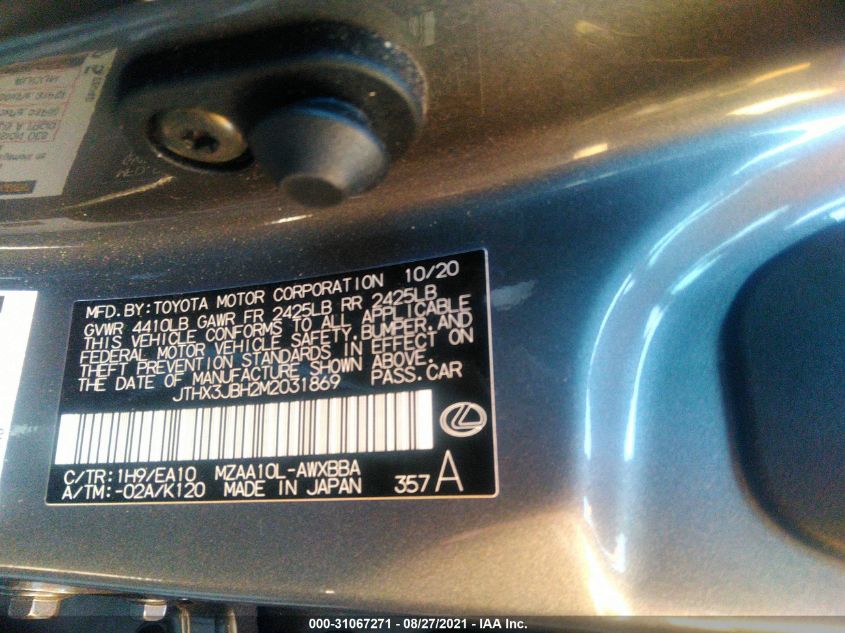 MFD.BY:TOYOTA MOTOR CORPORATION 10/20
GVWR 4410LB GAWR FR 2425LB RR 2425LB
THIS VEHICLE CONFORMS TO ALL APPLICABLE
FEDERAL MOTOR VEHICLE SAFETY,BUMPER,AND
THEFT PREVENTION STANDARDS IN EFFECT ON
THE DATE OF MANUFACTURE SHOWN ABOVE.
JTHX3JBH2M2031869 PASS.CAR
C/TR:1H9/EA10 MZAA10L-AWXBBA
A/TM:-02A/K120 MADE IN JAPAN 357 A
000-31067271 - 08/27/2021 - IAA Inc.